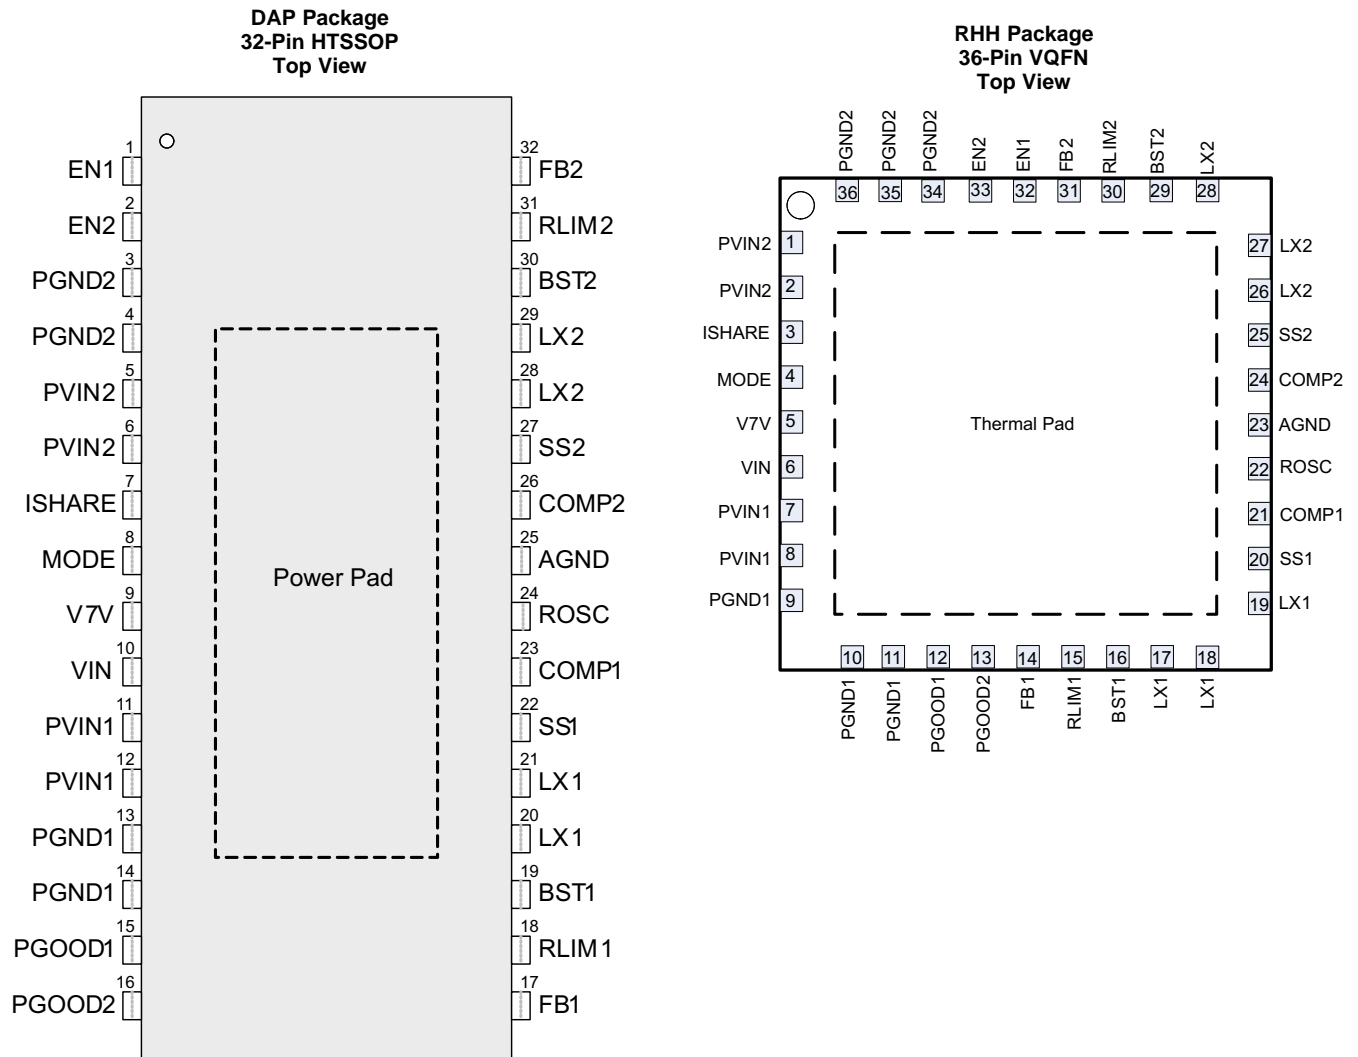 DAP Package
32-Pin HTSSOP
Top View
1
EN1
2
EN2
3
PGND2
4
PGND2
5
PVIN2
6
PVIN2
7
ISHARE
8
MODE
9
V7V
10
VIN
11
PVIN1
12
PVIN1
13
PGND1
14
PGND1
15
PGOOD1
16
PGOOD2
Power Pad
32
FB2
31
RLIM2
30
BST2
29
LX2
28
LX2
27
SS2
26
COMP2
25
AGND
24
ROSC
23
COMP1
22
SS1
21
LX1
20
LX1
19
BST1
18
RLIM1
17
FB1
RHH Package
36-Pin VQFN
Top View
PGND2
PGND2
PGND2
EN2
EN1
FB2
RLIM2
BST2
LX2
36 35 34 33 32 31 30 29 28
PVIN2 1
PVIN2 2
ISHARE 3
MODE 4
V7V 5
VIN 6
PVIN1 7
PVIN1 8
PGND1 9
Thermal Pad
27 LX2
26 LX2
25 SS2
24 COMP2
23 AGND
22 ROSC
21 COMP1
20 SS1
19 LX1
10 11 12 13 14 15 16 17 18
PGND1
PGND1
PGOOD1
PGOOD2
FB1
RLIM1
BST1
LX1
LX1